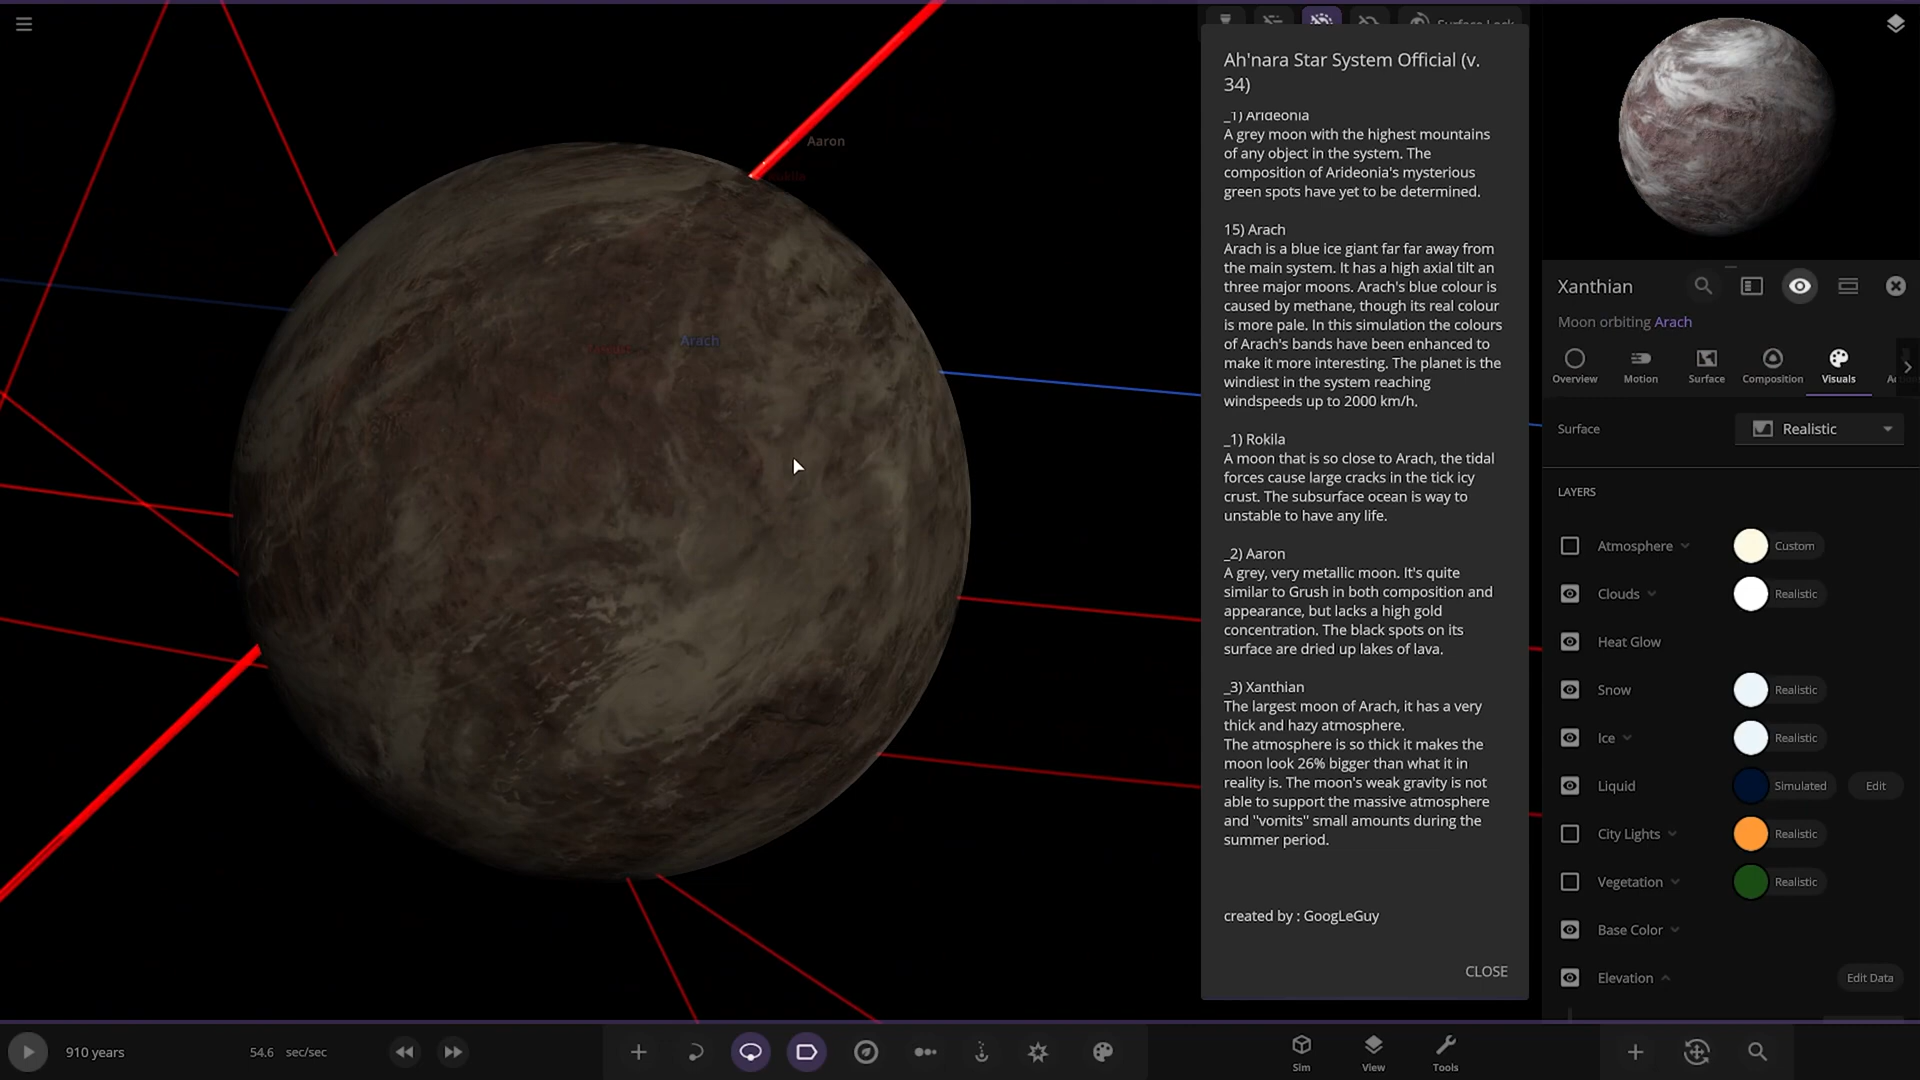 Surface Lock
Ah'nara Star System Official (v.
34)
_1) Arideonia
A grey moon with the highest mountains
of any object in the system. The
composition of Arideonia's mysterious
green spots have yet to be determined.
15) Arach
Arach is a blue ice giant far far away from
the main system. It has a high axial tilt an
three major moons. Arach's blue colour is
caused by methane, though its real colour
is more pale. In this simulation the colours
of Arach's bands have been enhanced to
make it more interesting. The planet is the
windiest in the system reaching
windspeeds up to 2000 km/h.
_1) Rokila
A moon that is so close to Arach, the tidal
forces cause large cracks in the tick icy
crust. The subsurface ocean is way to
unstable to have any life.
_2) Aaron
A grey, very metallic moon. It's quite
similar to Grush in both composition and
appearance, but lacks a high gold
concentration. The black spots on its
surface are dried up lakes of lava.
_3) Xanthian
The largest moon of Arach, it has a very
thick and hazy atmosphere.
The atmosphere is so thick it makes the
moon look 26% bigger than what it in
reality is. The moon's weak gravity is not
able to support the massive atmosphere
and "vomits" small amounts during the
summer period.
created by : GoogLeGuy
CLOSE
Aaron
Arach
Xanthian
Moon orbiting Arach
Overview Motion Surface Composition Visuals
Surface Realistic
LAYERS
Atmosphere Custom
Clouds Realistic
Heat Glow
Snow Realistic
Ice Realistic
Liquid Simulated Edit
City Lights Realistic
Vegetation Realistic
Base Color
Elevation Edit Data
910 years 54.6 sec/sec
Sim View Tools